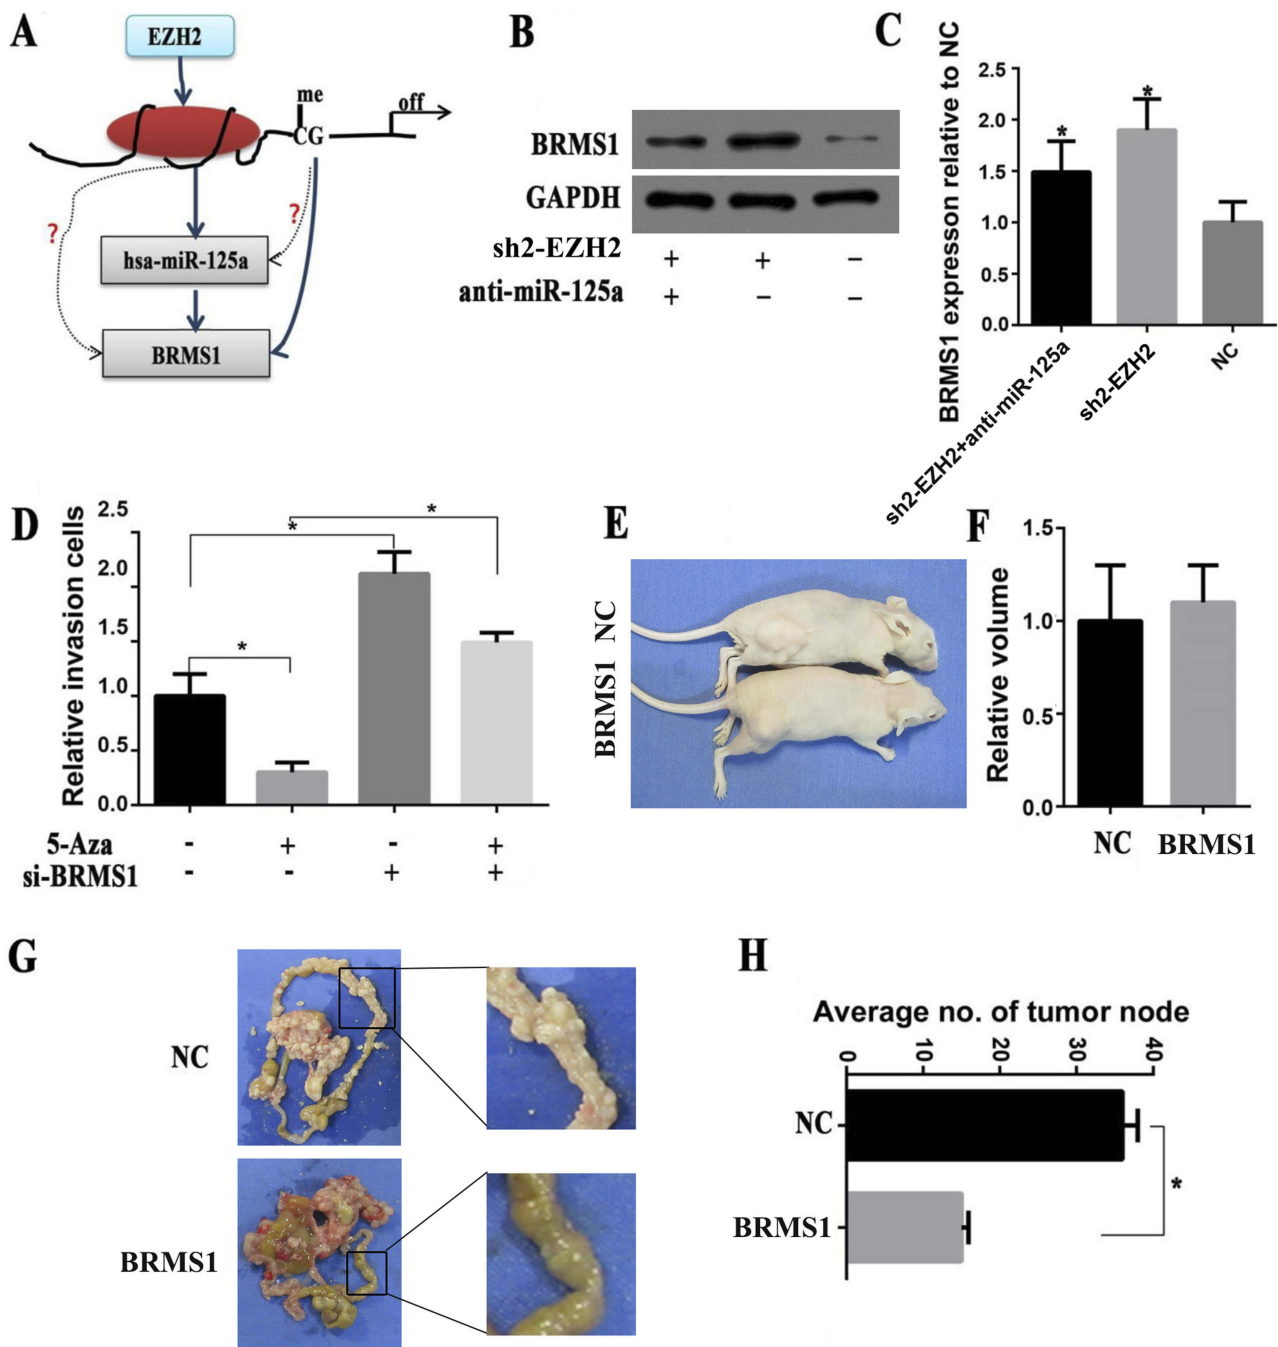 A
EZH2
me
off
CG
?
?
hsa-miR-125a
BRMS1
B
BRMS1
GAPDH
sh2-EZH2 + + –
anti-miR-125a + – –
C
BRMS1 expresson relative to NC
2.5
2.0
1.5
1.0
0.5
0.0
*
*
sh2-EZH2+anti-miR-125a
sh2-EZH2
NC
D
Relative invasion cells
2.5
2.0
1.5
1.0
0.5
0.0
*
*
*
5-Aza - + - +
si-BRMS1 - - + +
E
NC
BRMS1
F
Relative volume
1.5
1.0
0.5
0.0
NC BRMS1
G
NC
BRMS1
H
Average no. of tumor node
0 10 20 30 40
NC
BRMS1
*